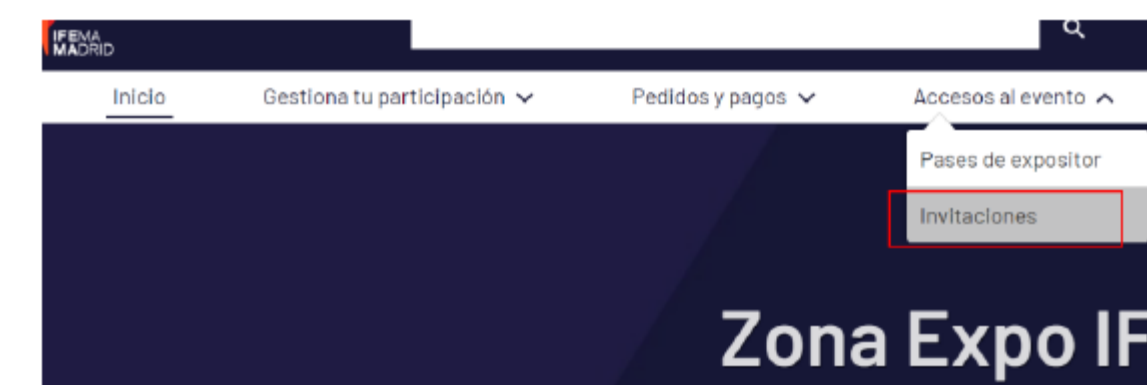 IFEMA
MADRID
Inicio
Gestiona tu participación
Pedidos y pagos
Accesos al evento
Pases de expositor
Invitaciones
Zona Expo IF